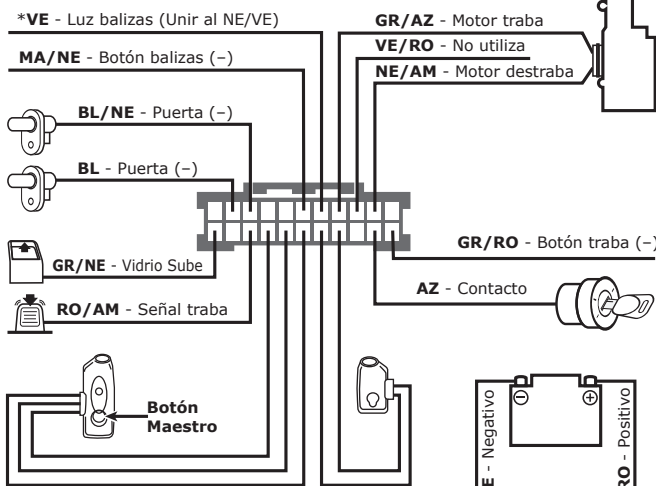 *VE - Luz balizas (Unir al NE/VE)
MA/NE - Botón balizas (–)
BL/NE - Puerta (–)
BL - Puerta (–)
GR/NE - Vidrio Sube
RO/AM - Señal traba
Botón
Maestro
GR/AZ - Motor traba
VE/RO - No utiliza
NE/AM - Motor destraba
GR/RO - Botón traba (–)
AZ - Contacto
E - Negativo
RO - Positivo